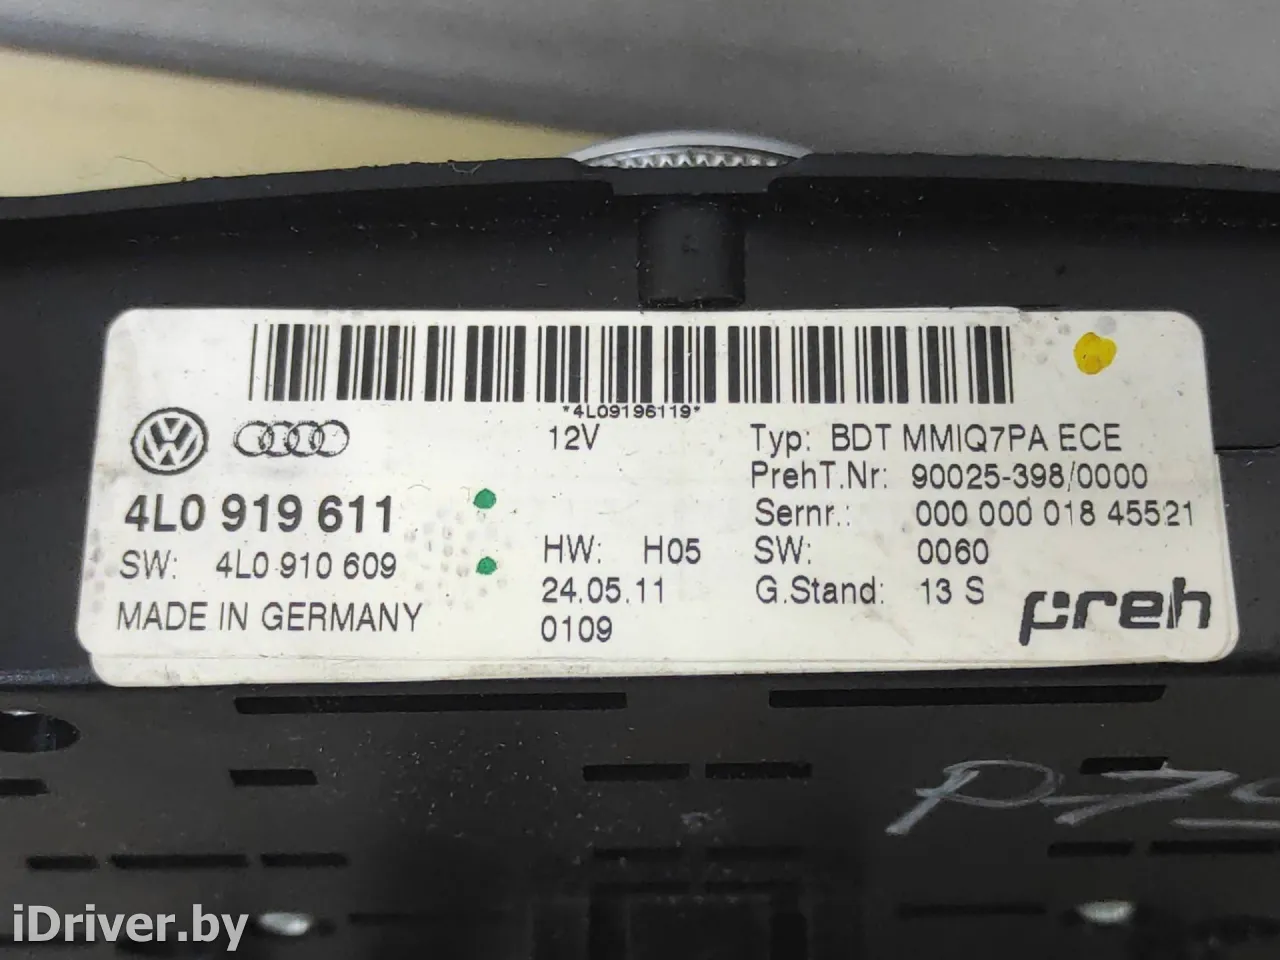 *4L09196119*
12V
4L0 919 611
SW: 4L0 910 609
MADE IN GERMANY
HW: H05
24.05.11
0109
Typ: BDT MMIQ7PA ECE
PrehT.Nr: 90025-398/0000
Sernr.: 000 000 018 45521
SW: 0060
G.Stand: 13 S
preh
iDriver.by